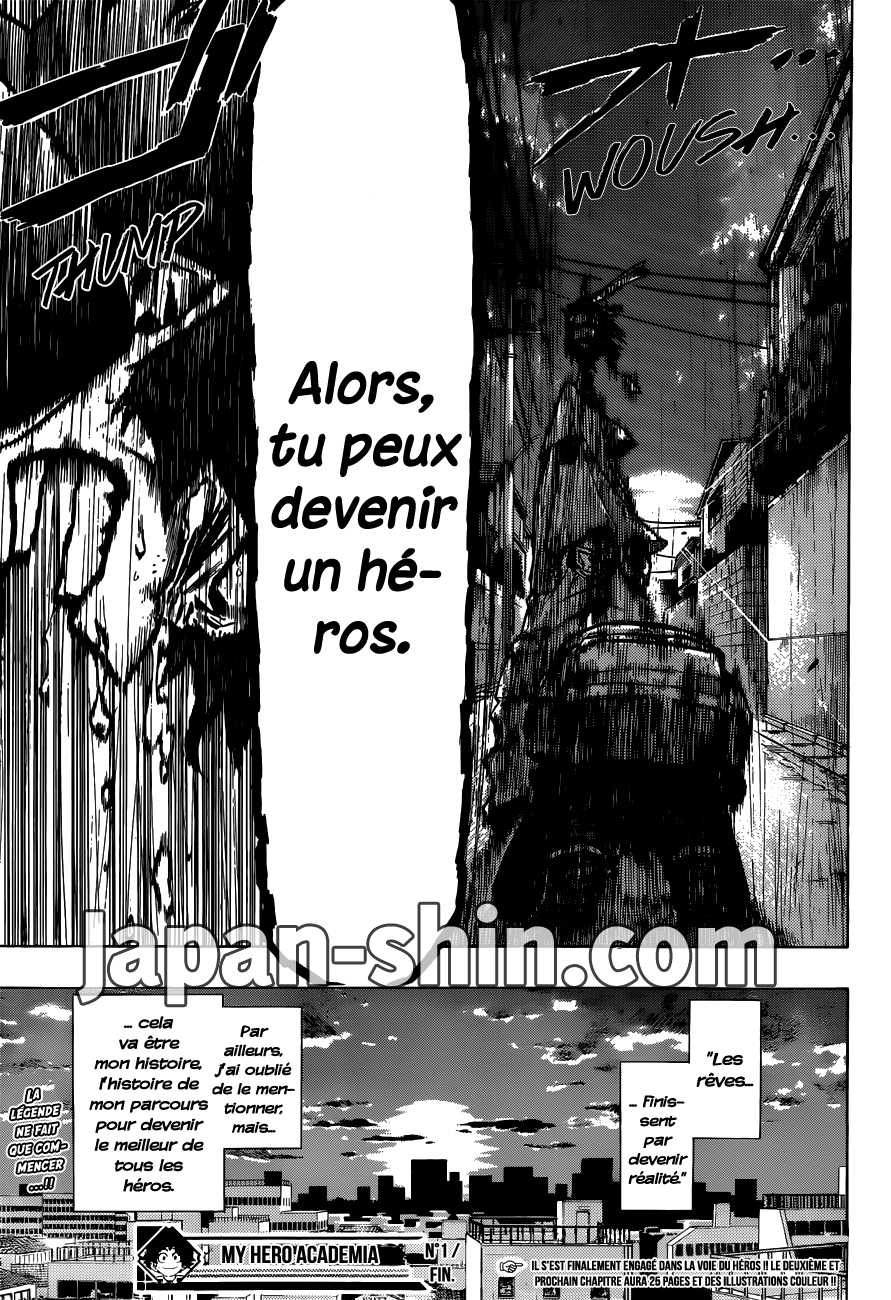 WOUSH...
THUMP
Alors,
tu peux
devenir
un hé-
ros.
Japan-shin.com
"Les
rêves...
... Finis-
sent
par
devenir
réalité."
Par
ailleurs,
j'ai oublié
de le men-
tionner,
mais...
... cela
va être
mon histoire,
l'histoire de
mon parcours
pour devenir
le meilleur de
tous les
héros.
LA
LÉGENDE
NE FAIT
QUE COM-
MENCER
...!!
MY HERO ACADEMIA
N°1 /
FIN.
IL S'EST FINALEMENT ENGAGÉ DANS LA VOIE DU HÉROS !! LE DEUXIÈME ET
PROCHAIN CHAPITRE AURA 26 PAGES ET DES ILLUSTRATIONS COULEUR !!